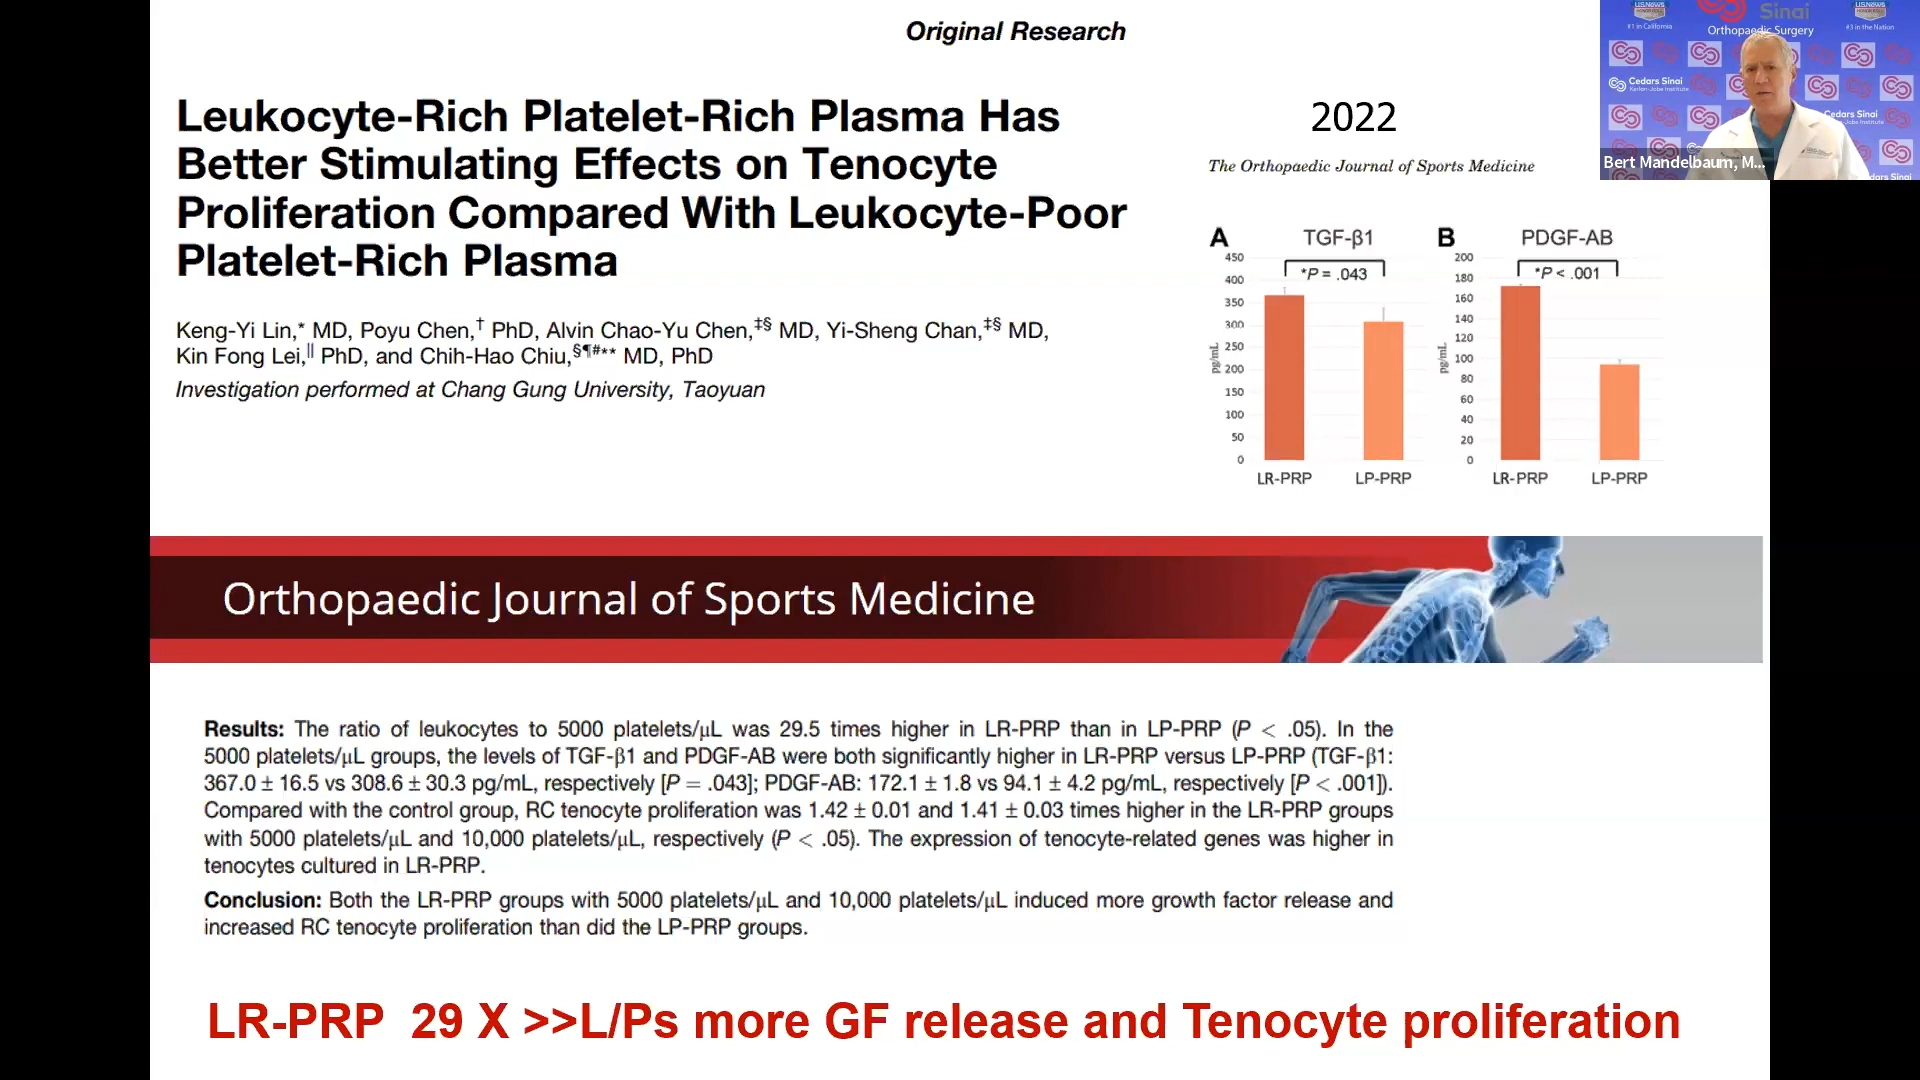 Original Research
Leukocyte-Rich Platelet-Rich Plasma Has
Better Stimulating Effects on Tenocyte
Proliferation Compared With Leukocyte-Poor
Platelet-Rich Plasma
Keng-Yi Lin,* MD, Poyu Chen,† PhD, Alvin Chao-Yu Chen,‡§ MD, Yi-Sheng Chan,‡§ MD,
Kin Fong Lei,|| PhD, and Chih-Hao Chiu,§¶#** MD, PhD
Investigation performed at Chang Gung University, Taoyuan
2022
The Orthopaedic Journal of Sports Medicine
A TGF-β1
*P = .043
450
400
350
300
250
200
150
100
50
0
pg/mL
LR-PRP LP-PRP
B PDGF-AB
*P < .001
200
180
160
140
120
100
80
60
40
20
0
pg/mL
LR-PRP LP-PRP
Sinai
Orthopaedic Surgery
#1 in California
#3 in the Nation
Cedars Sinai
Kerlan-Jobe Institute
Cedars Sinai
Bert Mandelbaum, M...
Orthopaedic Journal of Sports Medicine
Results: The ratio of leukocytes to 5000 platelets/μL was 29.5 times higher in LR-PRP than in LP-PRP (P < .05). In the
5000 platelets/μL groups, the levels of TGF-β1 and PDGF-AB were both significantly higher in LR-PRP versus LP-PRP (TGF-β1:
367.0 ± 16.5 vs 308.6 ± 30.3 pg/mL, respectively [P = .043]; PDGF-AB: 172.1 ± 1.8 vs 94.1 ± 4.2 pg/mL, respectively [P < .001]).
Compared with the control group, RC tenocyte proliferation was 1.42 ± 0.01 and 1.41 ± 0.03 times higher in the LR-PRP groups
with 5000 platelets/μL and 10,000 platelets/μL, respectively (P < .05). The expression of tenocyte-related genes was higher in
tenocytes cultured in LR-PRP.
Conclusion: Both the LR-PRP groups with 5000 platelets/μL and 10,000 platelets/μL induced more growth factor release and
increased RC tenocyte proliferation than did the LP-PRP groups.
LR-PRP 29 X >>L/Ps more GF release and Tenocyte proliferation